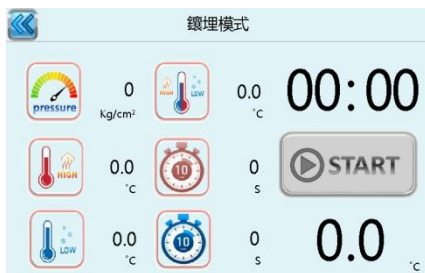 鑲埋模式
pressure
0
Kg/cm²
HIGH LOW
0.0
°C
00:00
HIGH
0.0
°C
10
0
S
START
LOW
0.0
°C
10
0
S
0.0
°C